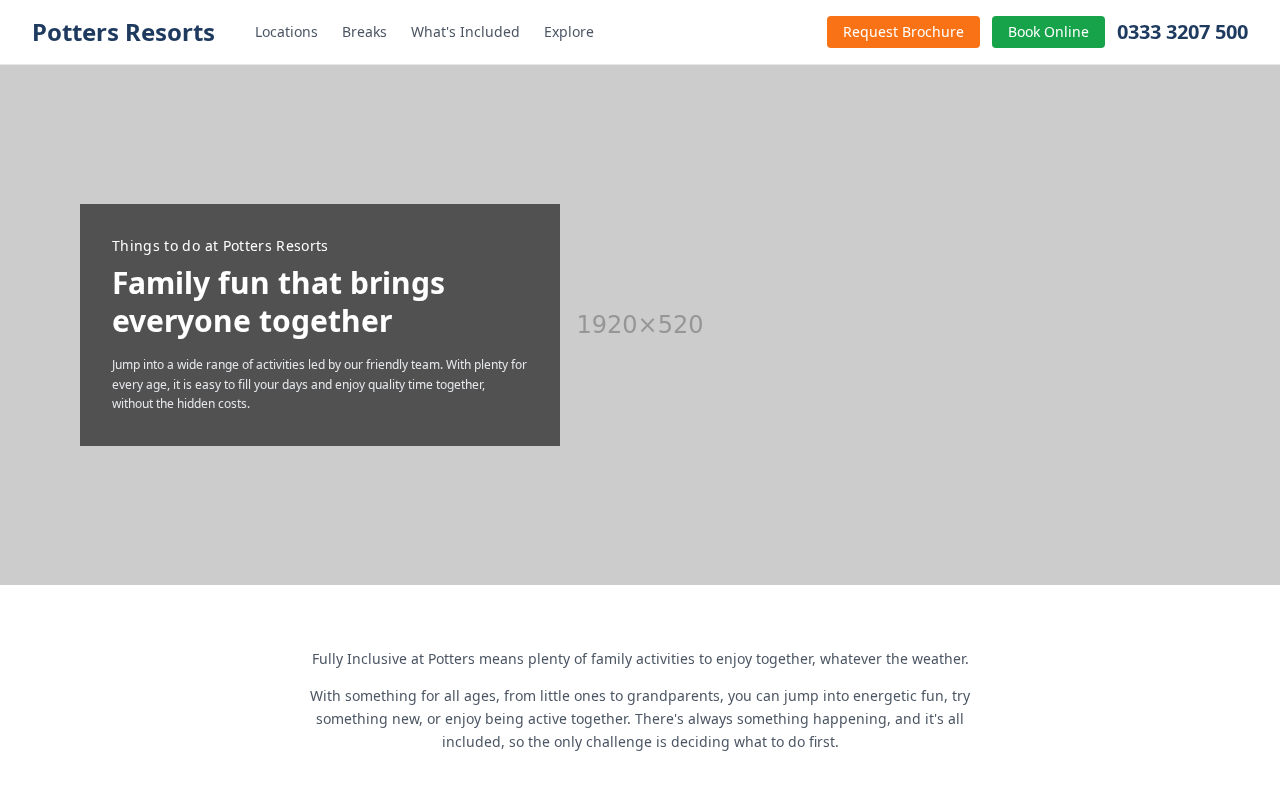 Potters Resorts
Locations
Breaks
What's Included
Explore
Request Brochure
Book Online
0333 3207 500
Things to do at Potters Resorts
Family fun that brings
everyone together
Jump into a wide range of activities led by our friendly team. With plenty for
every age, it is easy to fill your days and enjoy quality time together,
without the hidden costs.
1920×520
Fully Inclusive at Potters means plenty of family activities to enjoy together, whatever the weather.
With something for all ages, from little ones to grandparents, you can jump into energetic fun, try
something new, or enjoy being active together. There's always something happening, and it's all
included, so the only challenge is deciding what to do first.